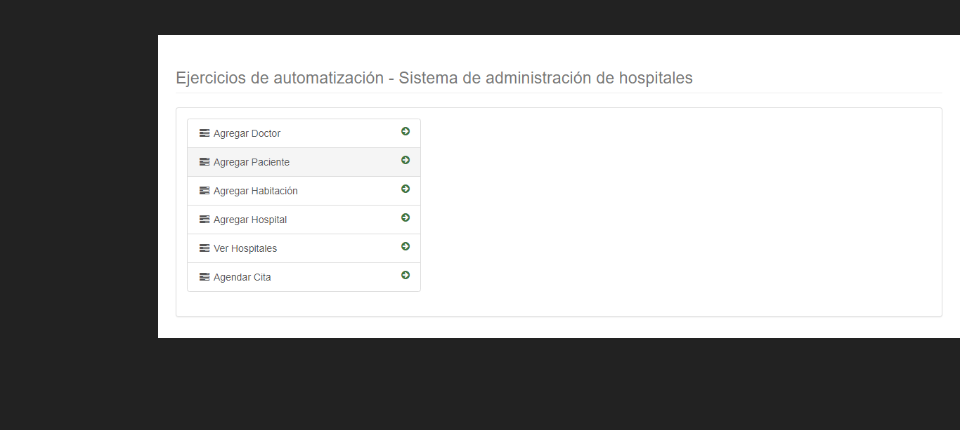 Ejercicios de automatización - Sistema de administración de hospitales
Agregar Doctor
Agregar Paciente
Agregar Habitación
Agregar Hospital
Ver Hospitales
Agendar Cita